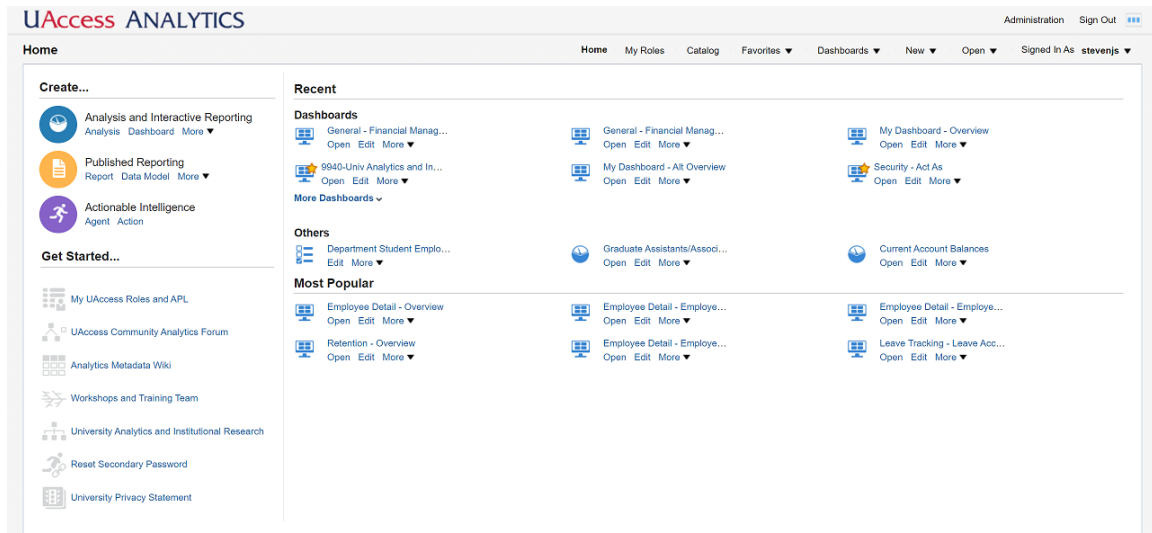 UAccess ANALYTICS
Administration Sign Out
Home
Home My Roles Catalog Favorites ▼ Dashboards ▼ New ▼ Open ▼ Signed In As stevenjs ▼
Create...
Analysis and Interactive Reporting
Analysis Dashboard More ▼
Published Reporting
Report Data Model More ▼
Actionable Intelligence
Agent Action
Get Started...
My UAccess Roles and APL
UAccess Community Analytics Forum
Analytics Metadata Wiki
Workshops and Training Team
University Analytics and Institutional Research
Reset Secondary Password
University Privacy Statement
Recent
Dashboards
General - Financial Manag... General - Financial Manag... My Dashboard - Overview
Open Edit More ▼ Open Edit More ▼ Open Edit More ▼
9940-Univ Analytics and In... My Dashboard - Alt Overview Security - Act As
Open Edit More ▼ Open Edit More ▼ Open Edit More ▼
More Dashboards
Others
Department Student Emplo... Graduate Assistants/Associ... Current Account Balances
Edit More ▼ Open Edit More ▼ Open Edit More ▼
Most Popular
Employee Detail - Overview Employee Detail - Employe... Employee Detail - Employe...
Open Edit More ▼ Open Edit More ▼ Open Edit More ▼
Retention - Overview Employee Detail - Employe... Leave Tracking - Leave Acc...
Open Edit More ▼ Open Edit More ▼ Open Edit More ▼